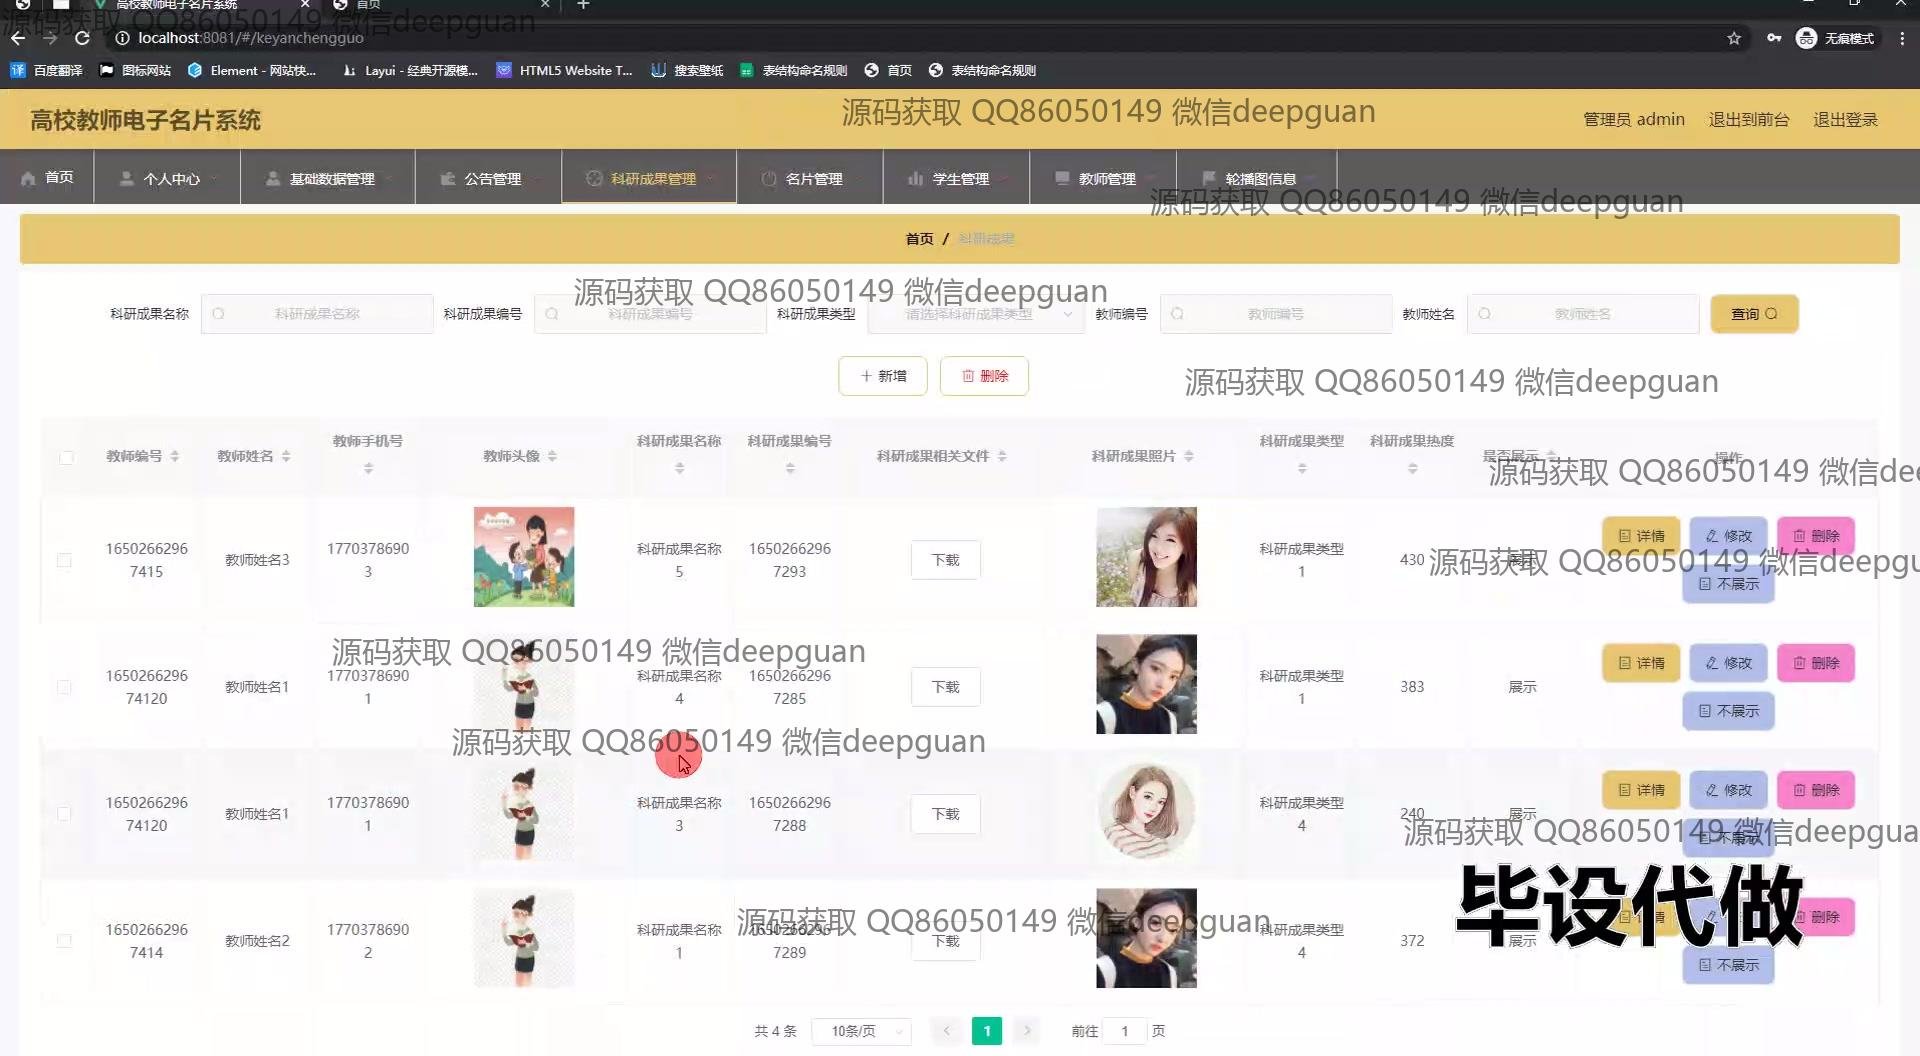 高校教师电子名片系统
首页
localhost:8081/#/keyanchengguo
无痕模式
百度翻译
图标网站
Element - 网站快...
Layui - 经典开源模...
HTML5 Website T...
搜索壁纸
表结构命名规则
首页
表结构命名规则
源码获取 QQ86050149 微信deepguan
高校教师电子名片系统
源码获取 QQ86050149 微信deepguan
管理员 admin
退出到前台
退出登录
首页
个人中心
基础数据管理
公告管理
科研成果管理
名片管理
学生管理
教师管理
轮播图信息
源码获取 QQ86050149 微信deepguan
首页 / 科研成果
源码获取 QQ86050149 微信deepguan
科研成果名称 科研成果名称
科研成果编号 科研成果编号
科研成果类型 请选择科研成果类型
教师编号 教师编号
教师姓名 教师姓名
查询
新增
删除
源码获取 QQ86050149 微信deepguan
教师编号 教师姓名 教师手机号 教师头像 科研成果名称 科研成果编号 科研成果相关文件 科研成果照片 科研成果类型 科研成果热度 是否展示 操作
源码获取 QQ86050149 微信dee
1650266296 教师姓名3 1770378690 科研成果名称 1650266296 下载 科研成果类型 430 展示 详情 修改 删除
7415 3 5 7293 1 不展示
源码获取 QQ86050149 微信deepgu
源码获取 QQ86050149 微信deepguan
1650266296 教师姓名1 1770378690 科研成果名称 1650266296 下载 科研成果类型 383 展示 详情 修改 删除
74120 1 4 7285 1 不展示
源码获取 QQ86050149 微信deepguan
1650266296 教师姓名1 1770378690 科研成果名称 1650266296 下载 科研成果类型 240 展示 详情 修改 删除
74120 1 3 7288 4 不展示
源码获取 QQ86050149 微信deepgua
毕设代做
源码获取 QQ86050149 微信deepguan
1650266296 教师姓名2 1770378690 科研成果名称 1650266296 下载 科研成果类型 372 展示 删除
7414 2 1 7289 4 不展示
共 4 条 10条/页 1 前往 1 页